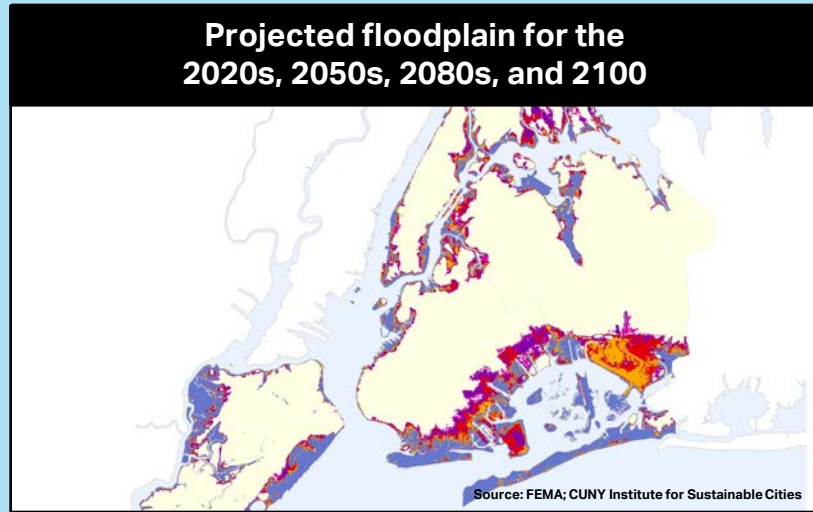 Projected floodplain for the
2020s, 2050s, 2080s, and 2100
Source: FEMA; CUNY Institute for Sustainable Cities